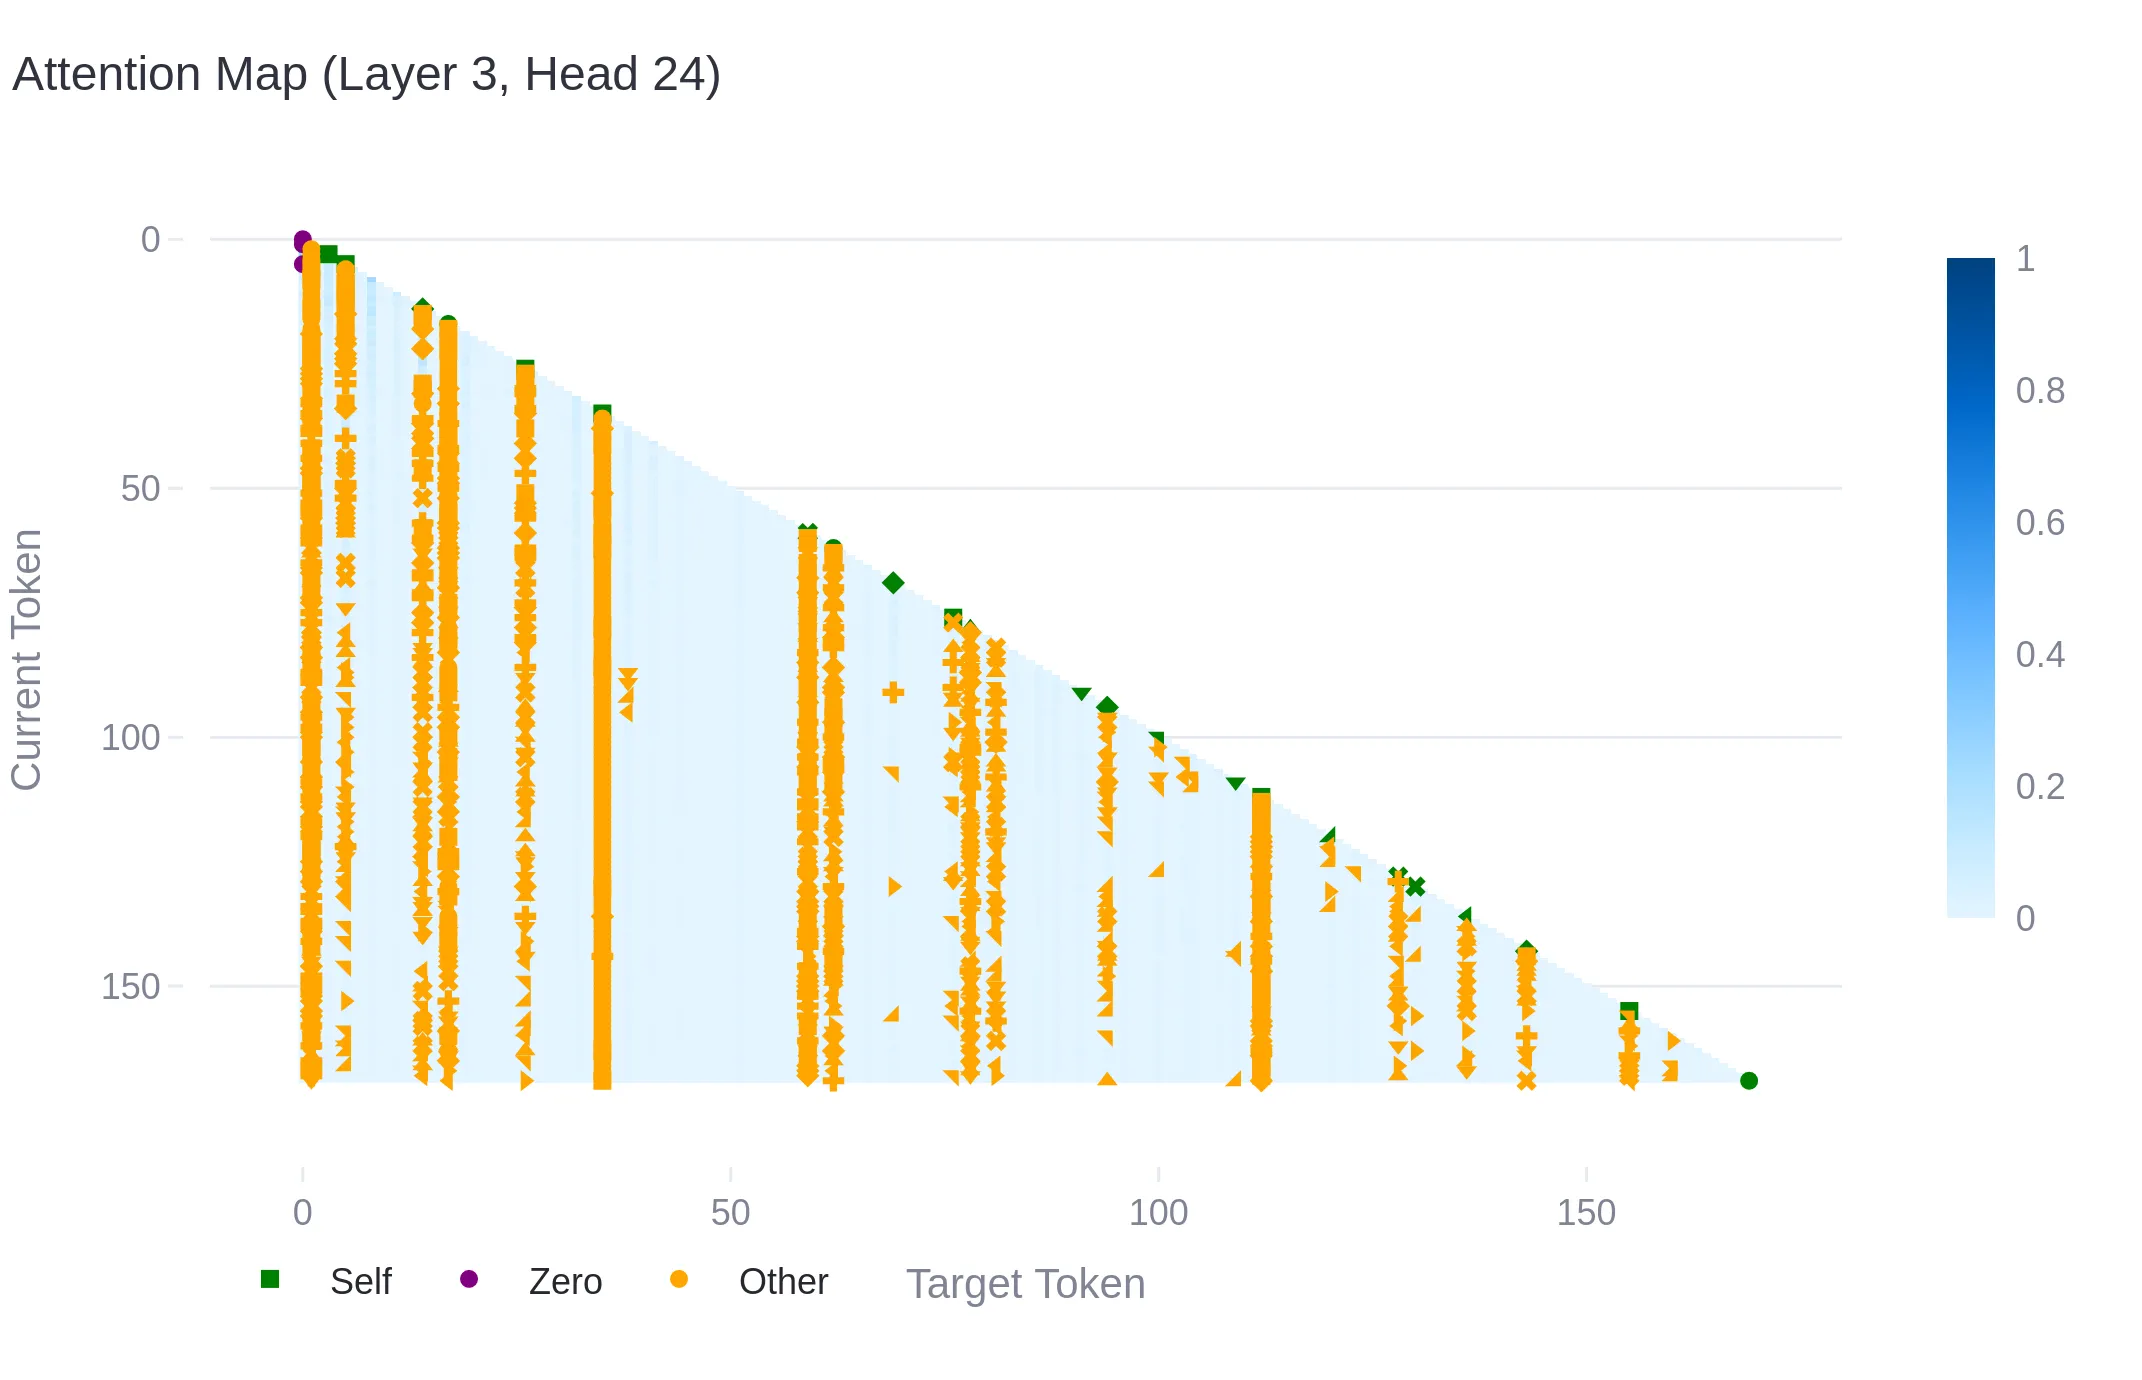 Attention Map (Layer 3, Head 24)
Current Token
0
50
100
150
0
50
100
150
Self
Zero
Other
Target Token
1
0.8
0.6
0.4
0.2
0